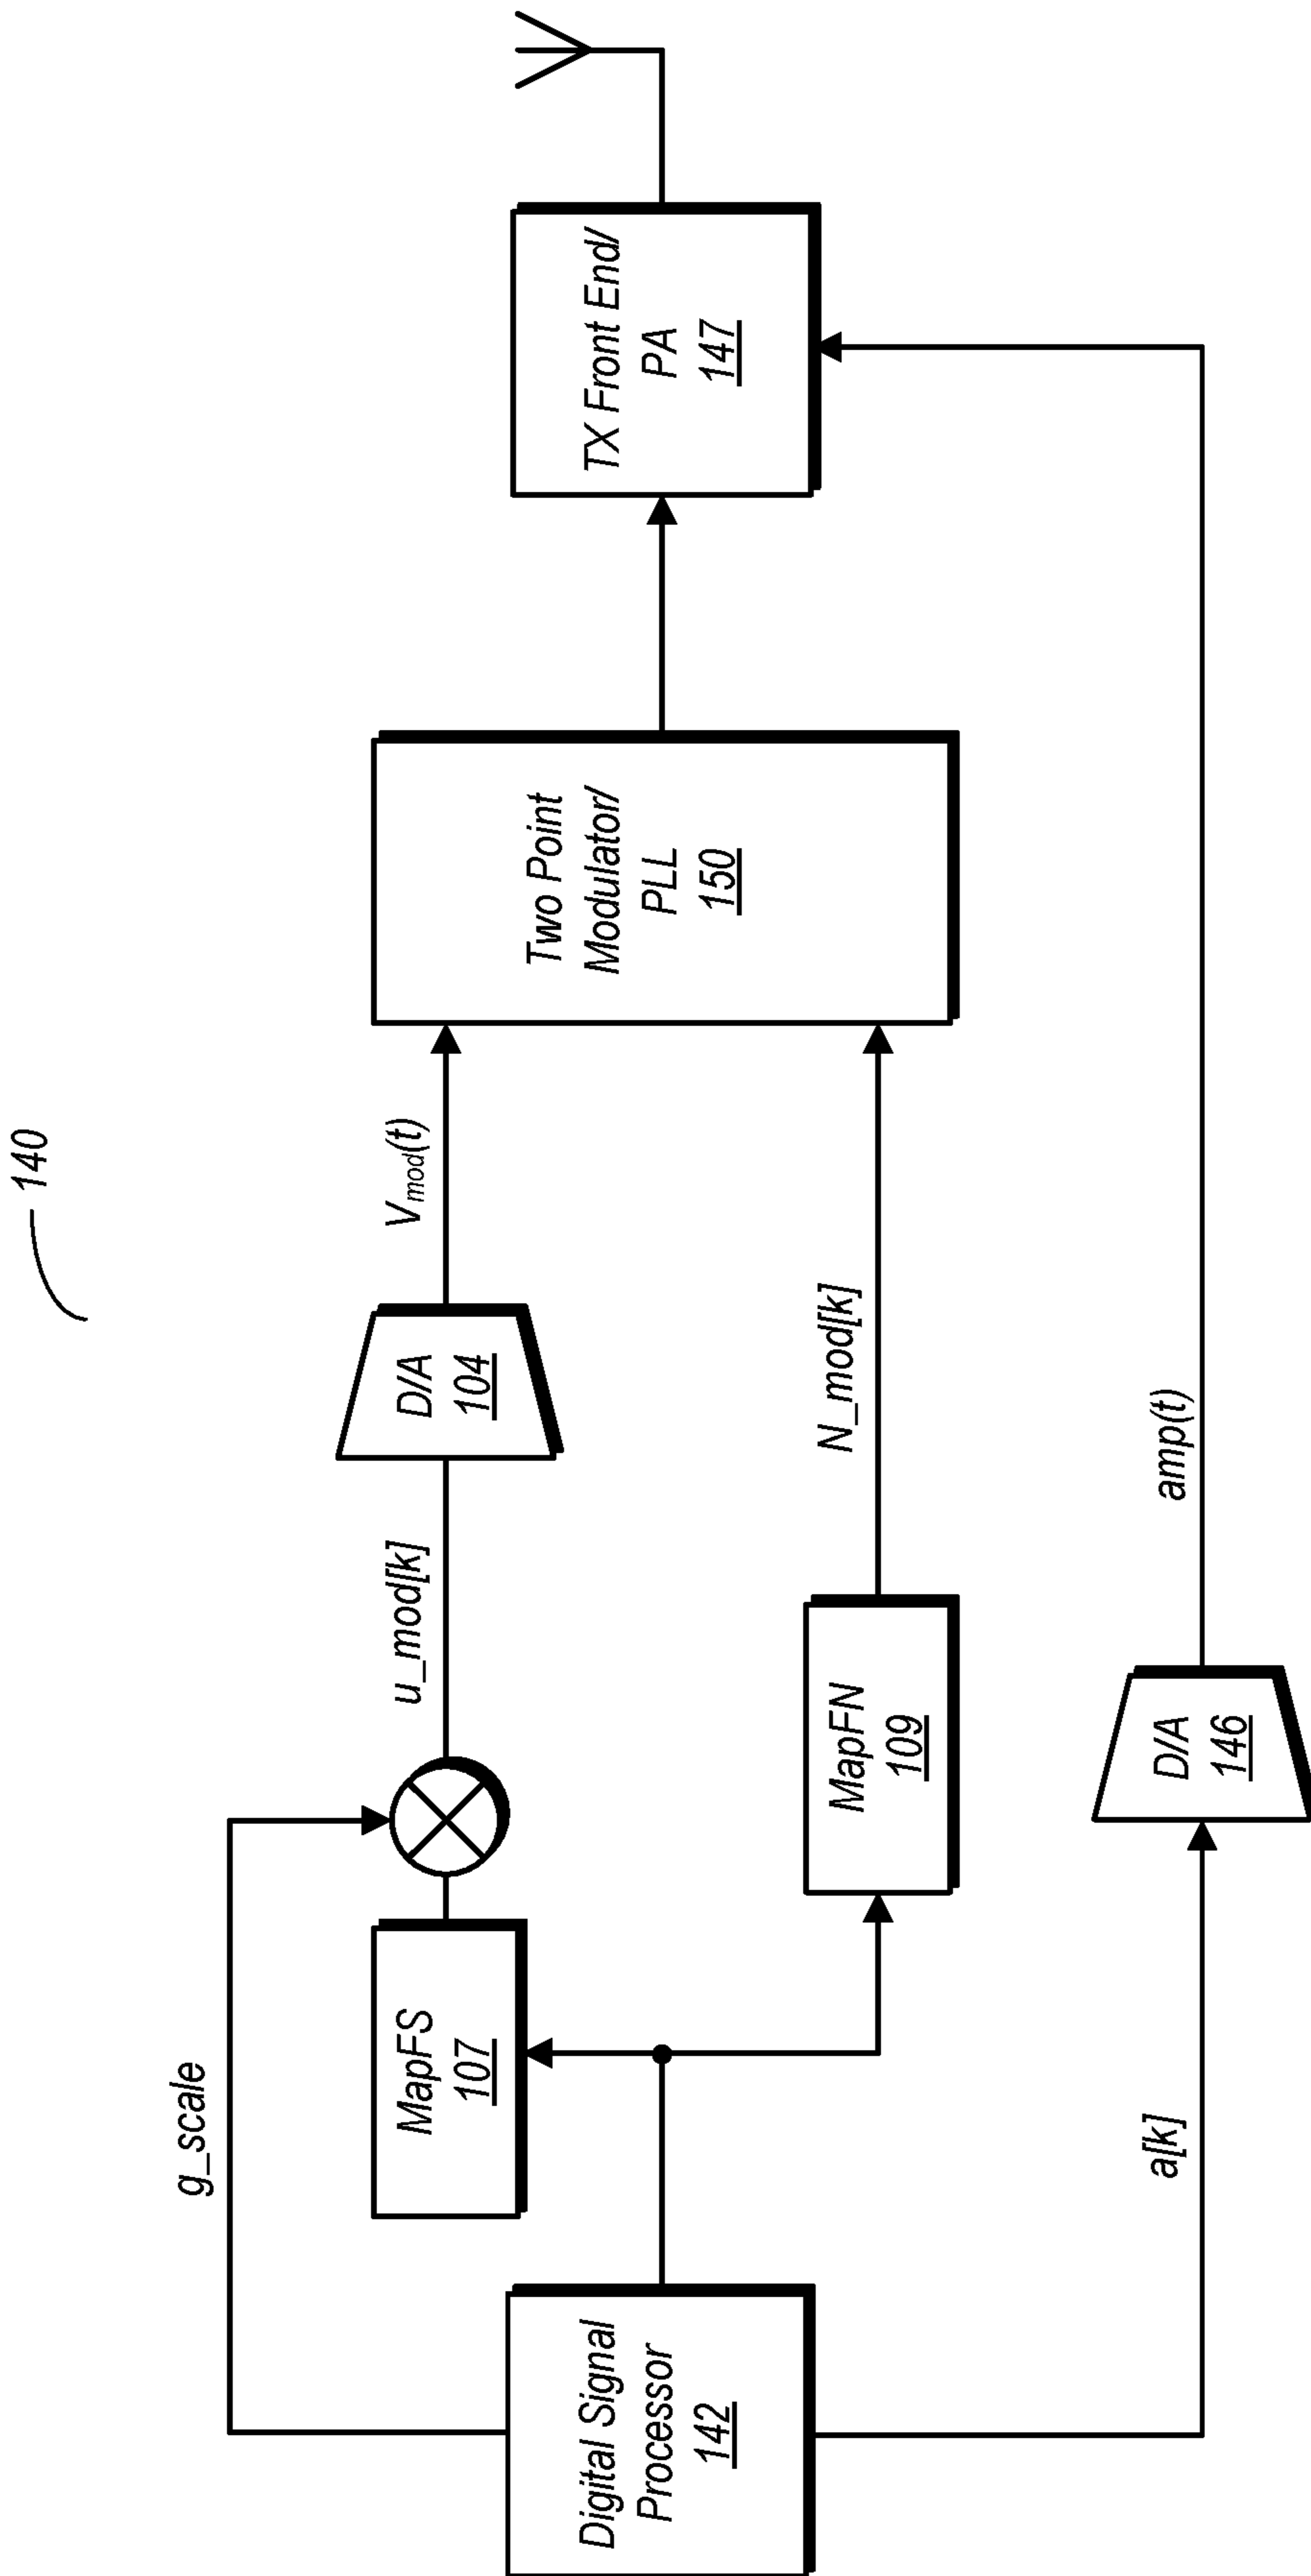 140
g_scale
MapFS
107
u_mod[k]
D/A
104
V_mod(t)
Digital Signal
Processor
142
Two Point
Modulator/
PLL
150
TX Front End/
PA
147
MapFN
109
N_mod[k]
a[k]
D/A
146
amp(t)